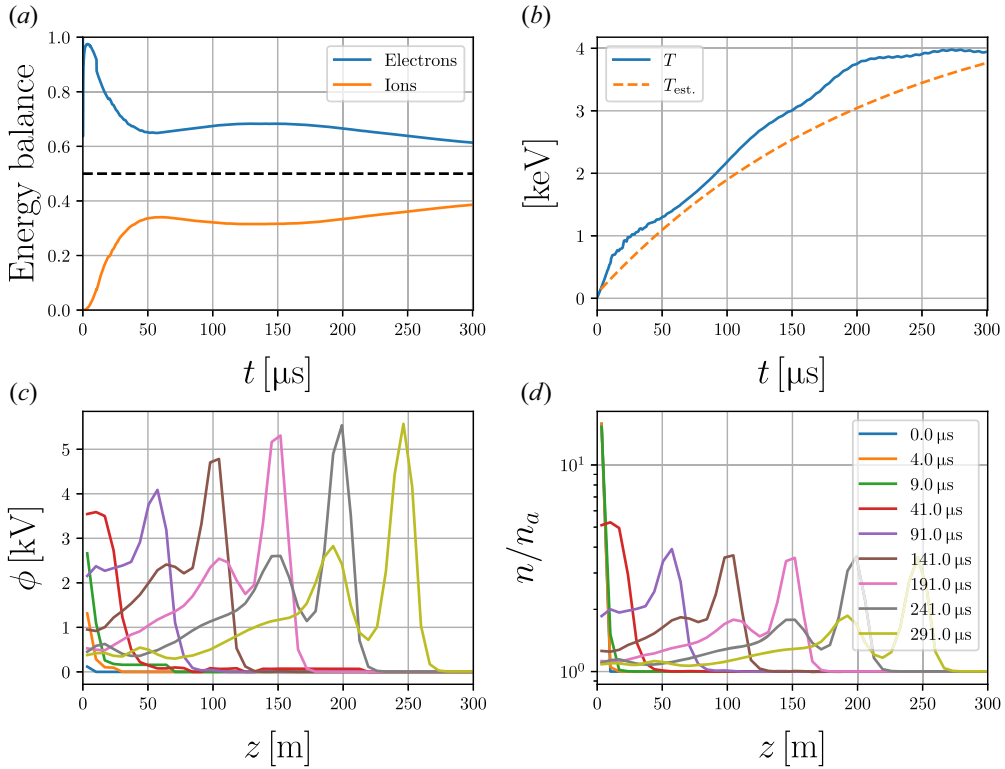 (a)
1.0
0.8
0.6
0.4
0.2
0.0
Energy balance
Electrons
Ions
0 50 100 150 200 250 300
t [μs]
(b)
4
3
2
1
0
[keV]
T
T_est.
0 50 100 150 200 250 300
t [μs]
(c)
5
4
3
2
1
0
ϕ [kV]
0 50 100 150 200 250 300
z [m]
(d)
10^1
10^0
n/n_a
0.0 μs
4.0 μs
9.0 μs
41.0 μs
91.0 μs
141.0 μs
191.0 μs
241.0 μs
291.0 μs
0 50 100 150 200 250 300
z [m]